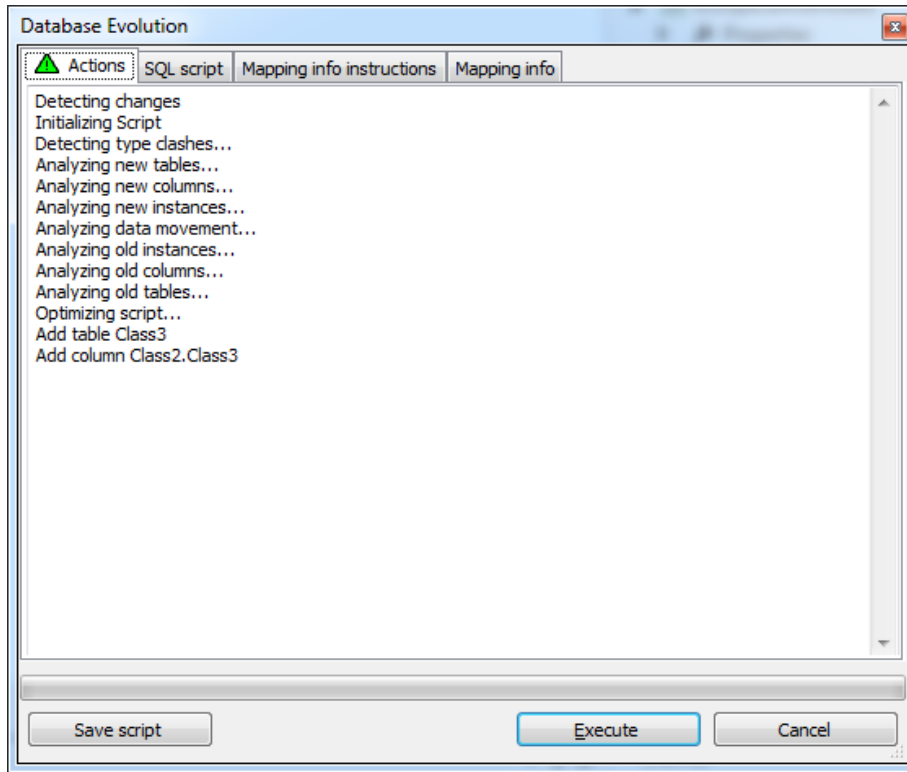 Database Evolution
Actions SQL script Mapping info instructions Mapping info
Detecting changes
Initializing Script
Detecting type clashes...
Analyzing new tables...
Analyzing new columns...
Analyzing new instances...
Analyzing data movement...
Analyzing old instances...
Analyzing old columns...
Analyzing old tables...
Optimizing script...
Add table Class3
Add column Class2.Class3
Save script Execute Cancel